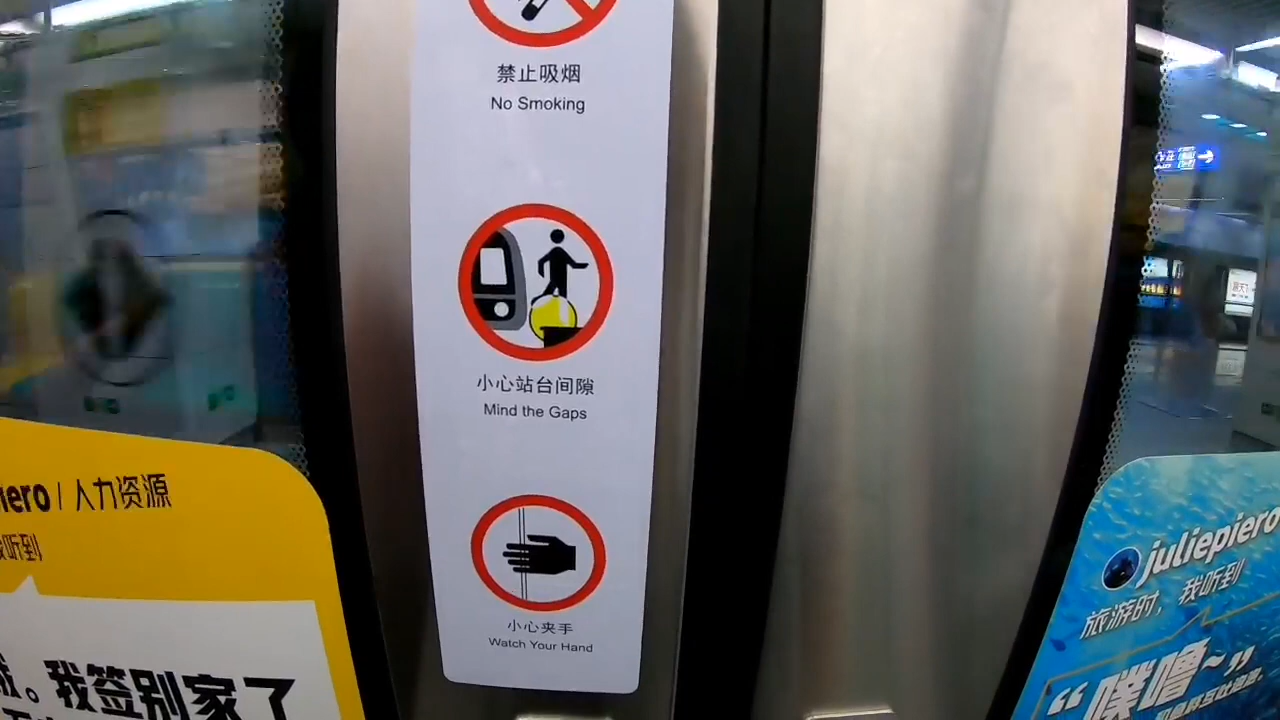 禁止吸烟
No Smoking
小心站台间隙
Mind the Gaps
小心夹手
Watch Your Hand
iero | 人力资源
听到
。我签别家了
juliepiero
旅游时，我听到
“噗噜~”